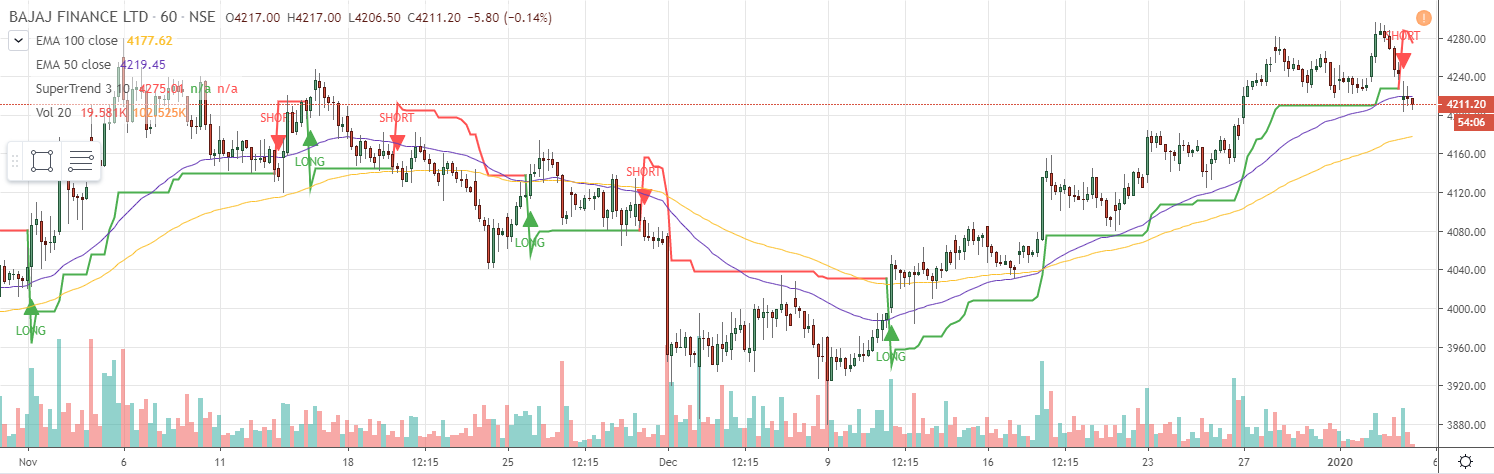 BAJAJ FINANCE LTD · 60 · NSE O4217.00 H4217.00 L4206.50 C4211.20 −5.80 (−0.14%)
EMA 100 close 4177.62
EMA 50 close 4219.45
SuperTrend 3 10 4275.06 n/a n/a
Vol 20 19.581K 102.525K
SHORT
SHORT
SHORT
SHORT
LONG
LONG
LONG
LONG
4280.00
4240.00
4211.20
54:06
4160.00
4120.00
4080.00
4040.00
4000.00
3960.00
3920.00
3880.00
Nov 6 18 12:15 25 12:15 Dec 12:15 9 12:15 16 12:15 23 12:15 27 2020 6